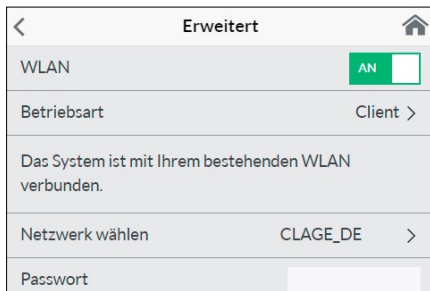 Erweitert
WLAN AN
Betriebsart Client
Das System ist mit Ihrem bestehenden WLAN
verbunden.
Netzwerk wählen CLAGE_DE
Passwort